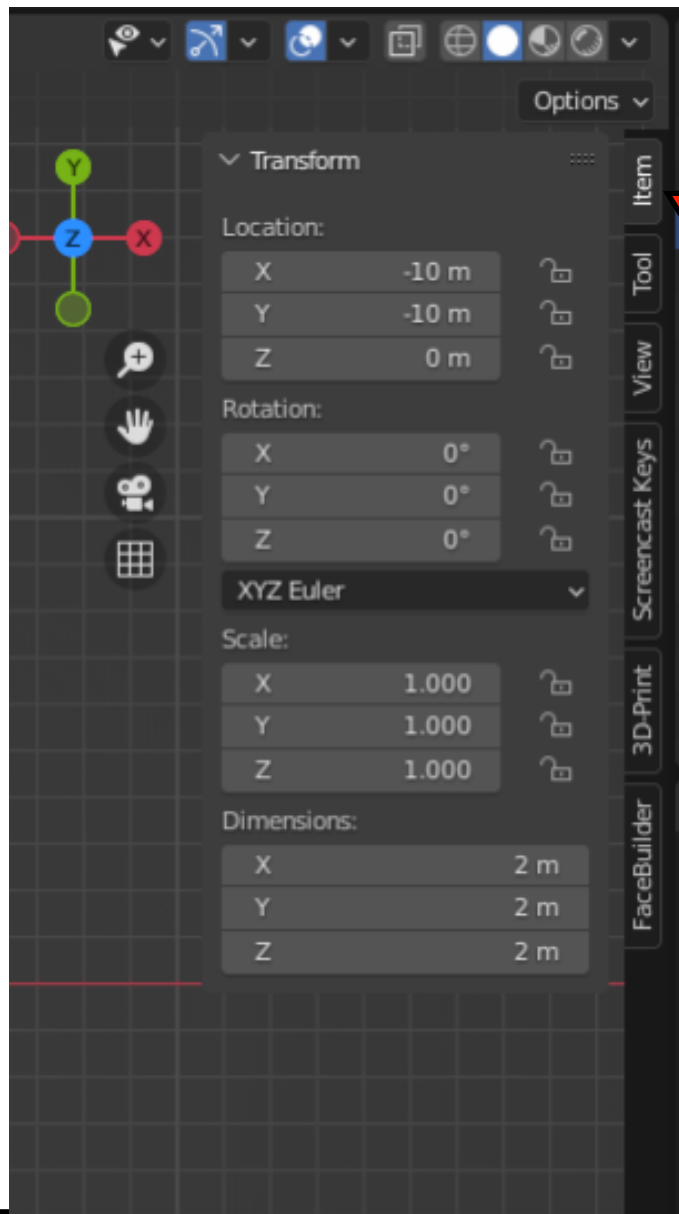 Options
Transform
Y
Z X
Location:
X -10 m
Y -10 m
Z 0 m
Rotation:
X 0°
Y 0°
Z 0°
XYZ Euler
Scale:
X 1.000
Y 1.000
Z 1.000
Dimensions:
X 2 m
Y 2 m
Z 2 m
Item
Tool
View
Screencast Keys
3D-Print
FaceBuilder